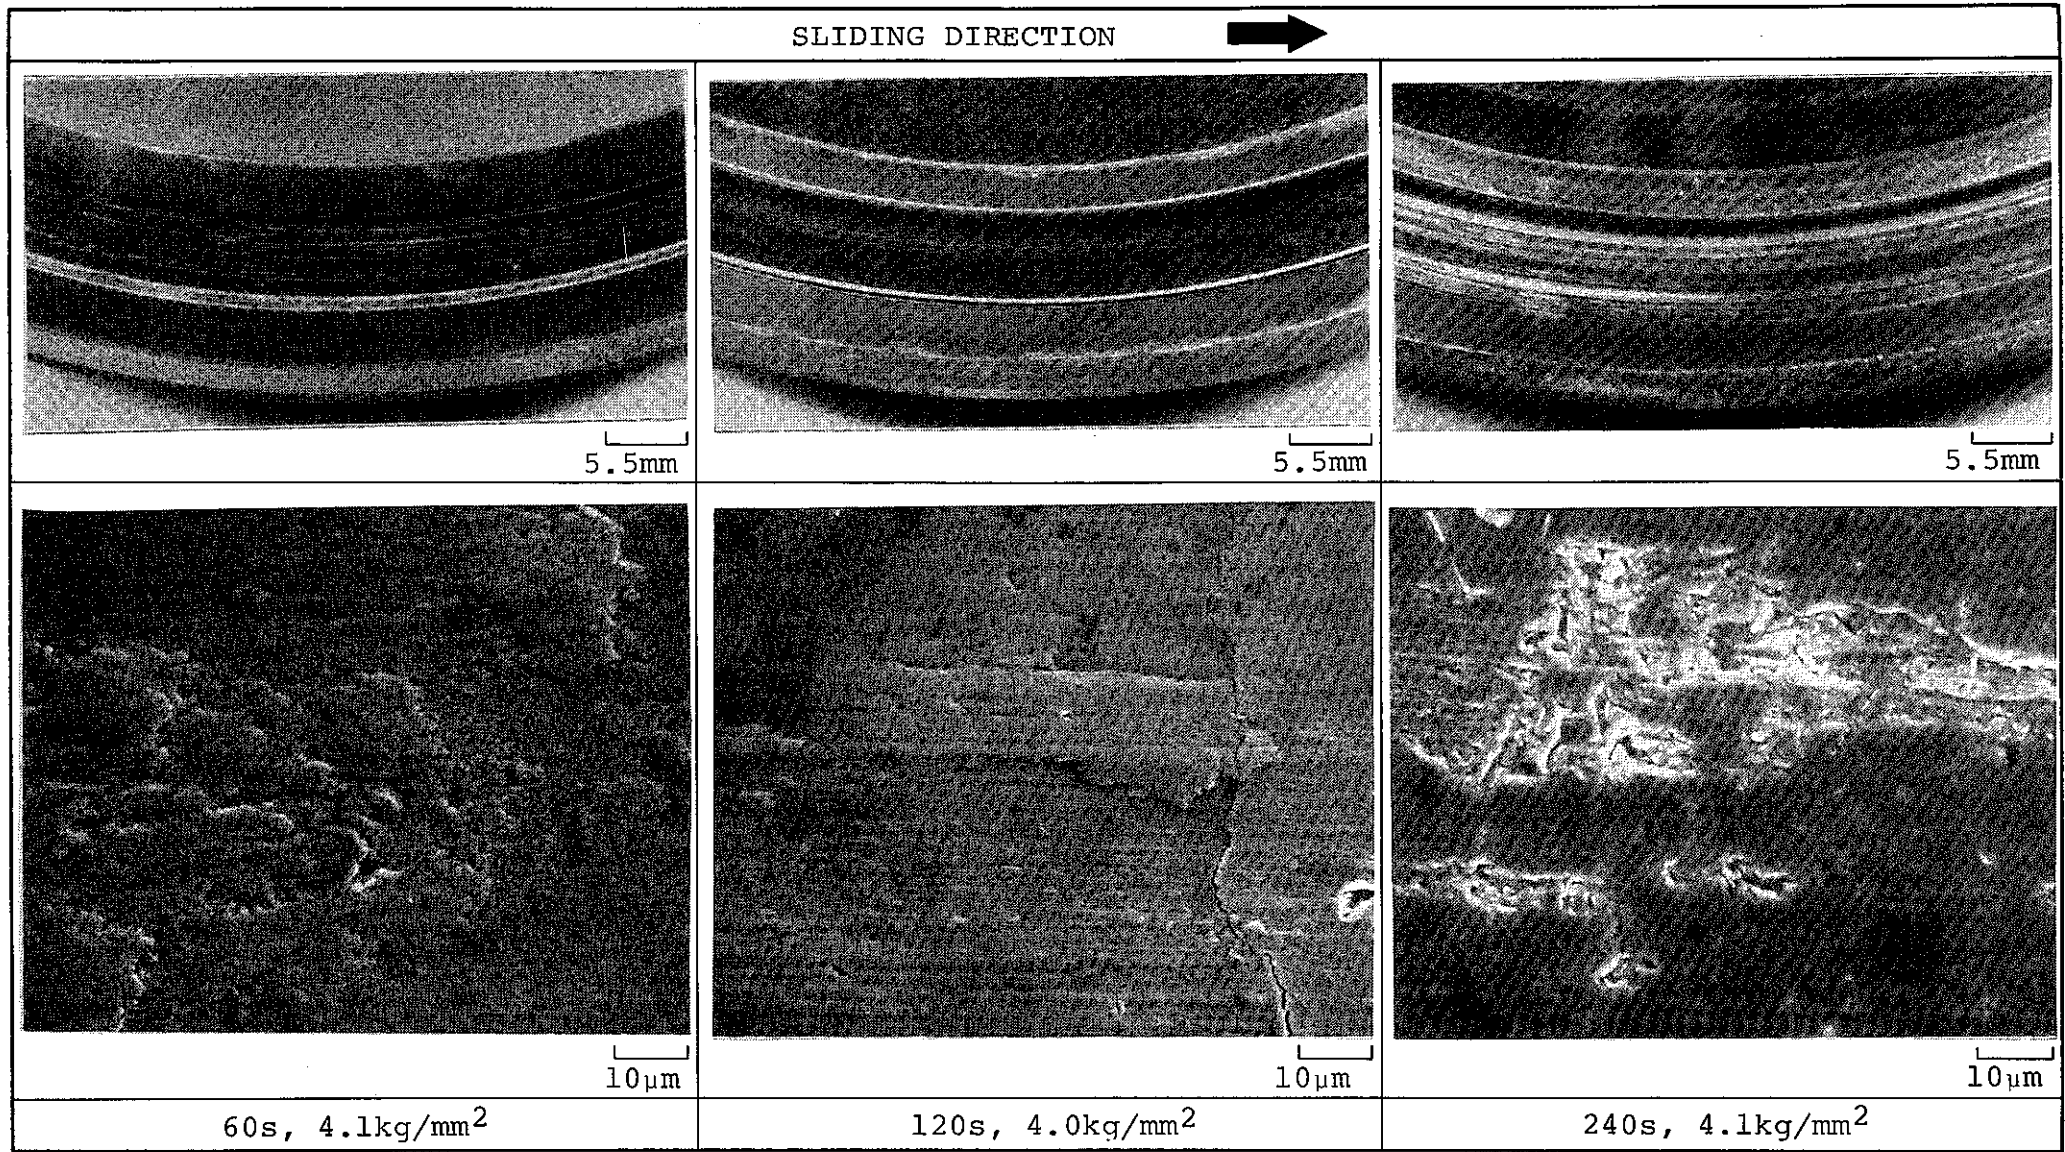 SLIDING DIRECTION
5.5mm
5.5mm
5.5mm
10μm
10μm
10μm
60s, 4.1kg/mm²
120s, 4.0kg/mm²
240s, 4.1kg/mm²